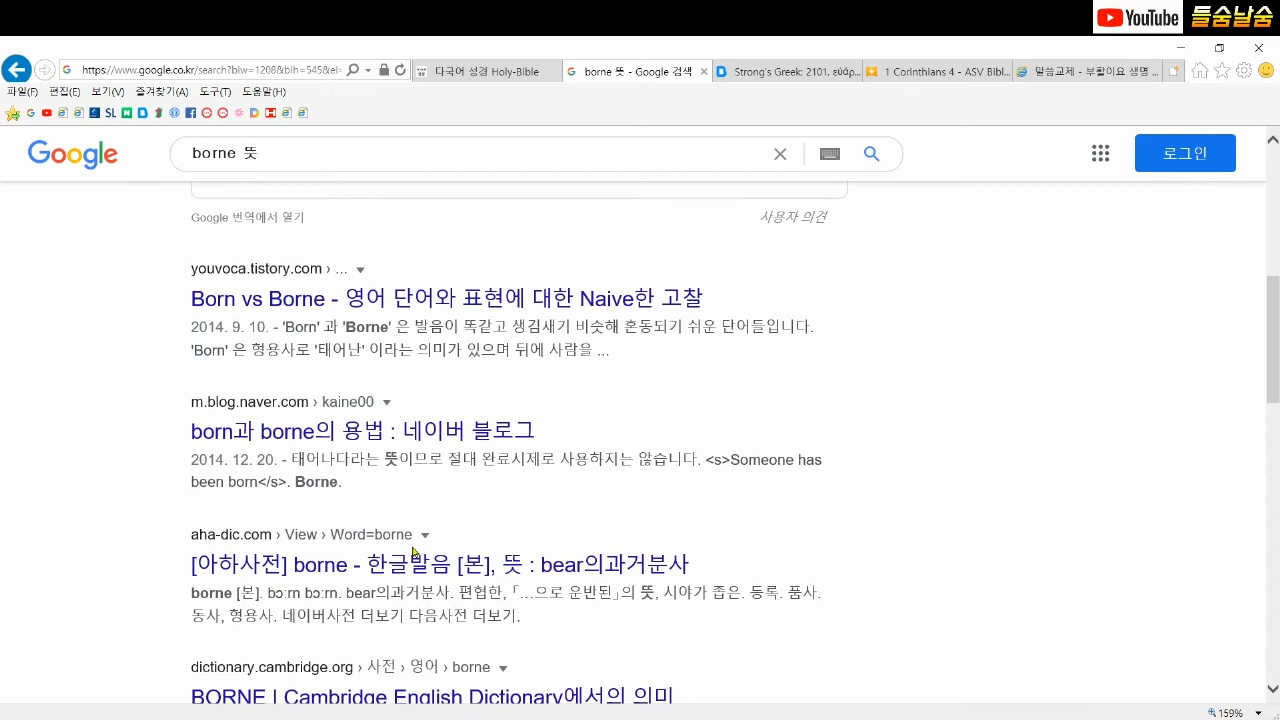 YouTube 들숨날숨
https://www.google.co.kr/search?biw=1208&bih=545&ei=
다국어 성경 Holy-Bible
borne 뜻 - Google 검색
Strong's Greek: 2101. εὐάρ...
1 Corinthians 4 - ASV Bibl...
말씀교제 - 부활이요 생명 ...
파일(F) 편집(E) 보기(V) 즐겨찾기(A) 도구(T) 도움말(H)
Google
borne 뜻
로그인
Google 번역에서 열기
사용자 의견
youvoca.tistory.com › ...
Born vs Borne - 영어 단어와 표현에 대한 Naive한 고찰
2014. 9. 10. - 'Born' 과 'Borne' 은 발음이 똑같고 생김새기 비슷해 혼동되기 쉬운 단어들입니다.
'Born' 은 형용사로 '태어난' 이라는 의미가 있으며 뒤에 사람을 ...
m.blog.naver.com › kaine00
born과 borne의 용법 : 네이버 블로그
2014. 12. 20. - 태어나다라는 뜻이므로 절대 완료시제로 사용하지는 않습니다. <s>Someone has
been born</s>. Borne.
aha-dic.com › View › Word=borne
[아하사전] borne - 한글발음 [본], 뜻 : bear의과거분사
borne [본]. bɔːrn bɔːrn. bear의과거분사. 편협한, 「…으로 운반된」의 뜻, 시야가 좁은. 등록. 품사.
동사, 형용사. 네이버사전 더보기 다음사전 더보기.
dictionary.cambridge.org › 사전 › 영어 › borne
BORNE | Cambridge English Dictionary에서의 의미
159%